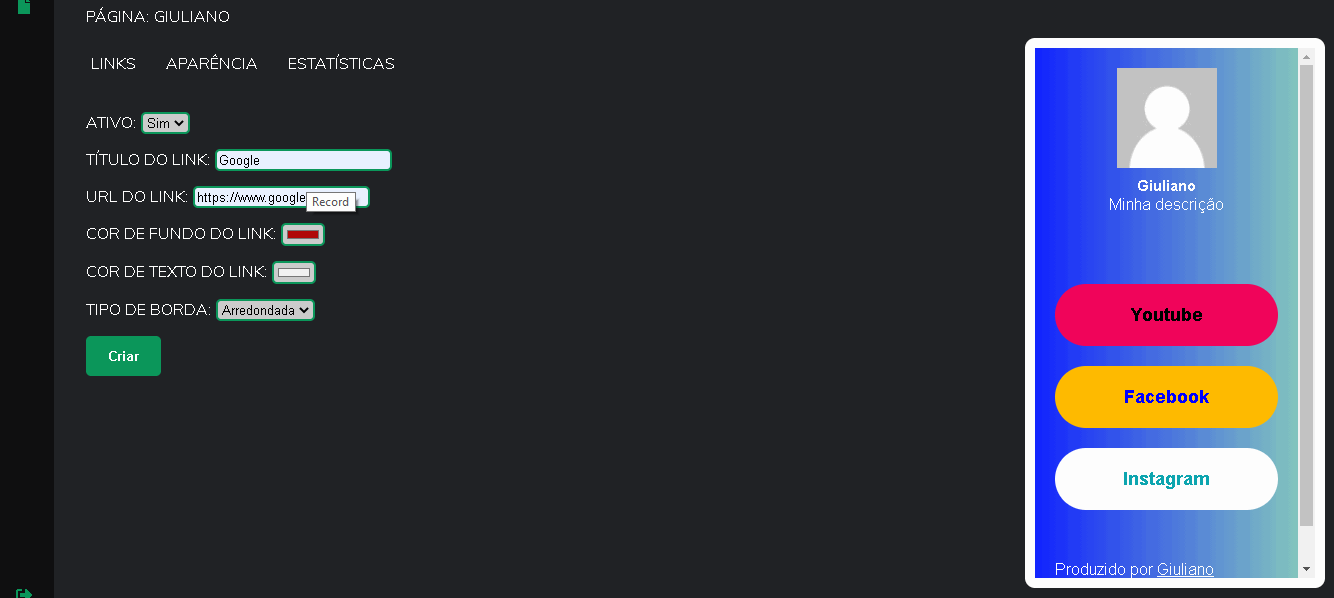 PÁGINA: GIULIANO
LINKS APARÊNCIA ESTATÍSTICAS
ATIVO: Sim
TÍTULO DO LINK: Google
URL DO LINK: https://www.google
Record
COR DE FUNDO DO LINK:
COR DE TEXTO DO LINK:
TIPO DE BORDA: Arredondada
Criar
Giuliano
Minha descrição
Youtube
Facebook
Instagram
Produzido por Giuliano